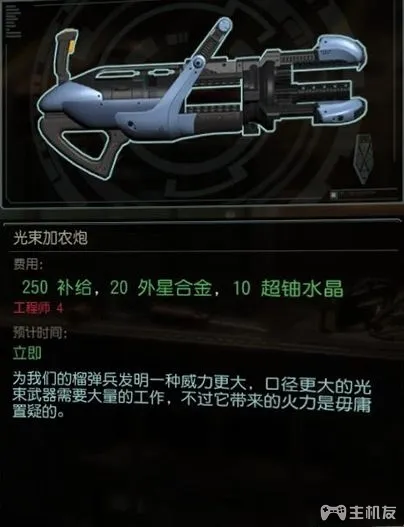 光束加农炮
费用:
250 补给, 20 外星合金, 10 超铀水晶
工程师 4
预计时间:
立即
为我们的榴弹兵发明一种威力更大, 口径更大的光
束武器需要大量的工作, 不过它带来的火力是毋庸
置疑的。
主机友